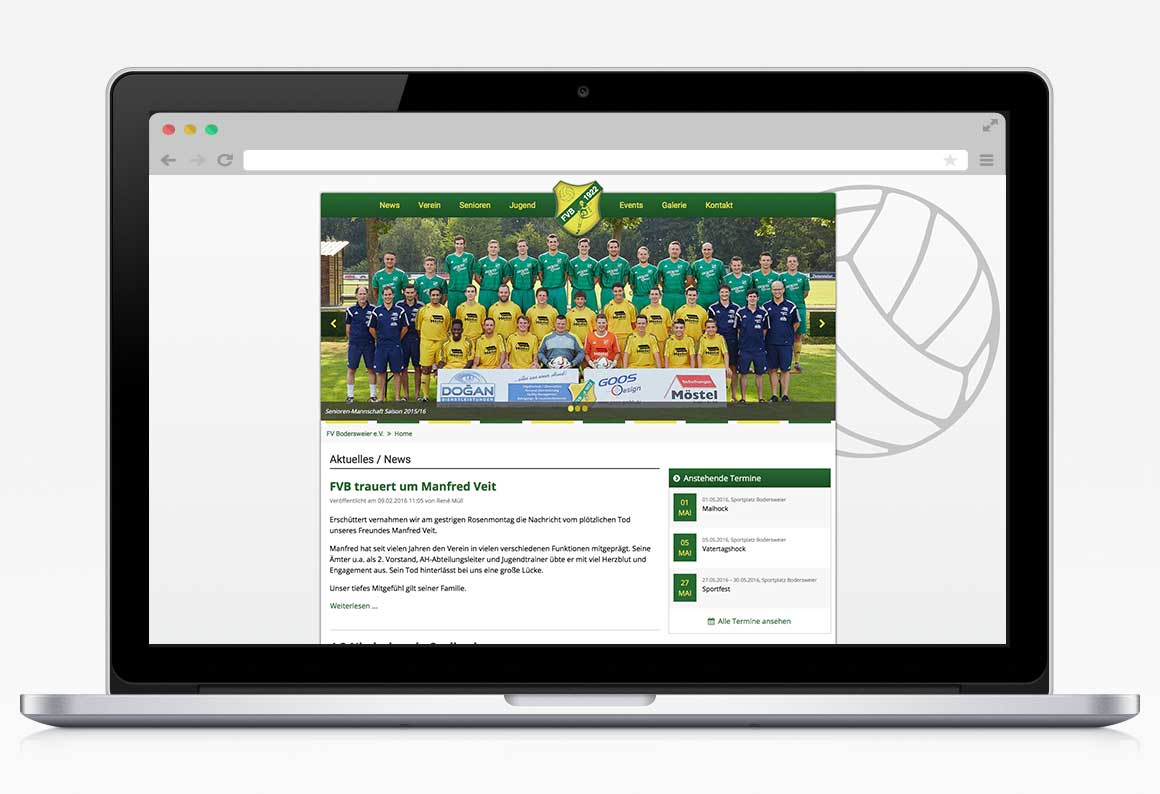 News Verein Senioren Jugend Events Galerie Kontakt
FVB 1922
DOĞAN
DIENSTLEISTUNGEN
GOOS
Design
Möstel
Senioren-Mannschaft Saison 2015/16
FV Bodersweier e.V. » Home
Aktuelles / News
FVB trauert um Manfred Veit
Veröffentlicht am 09.02.2016 11:05 von René Müll
Erschüttert vernahmen wir am gestrigen Rosenmontag die Nachricht vom plötzlichen Tod
unseres Freundes Manfred Veit.
Manfred hat seit vielen Jahren den Verein in vielen verschiedenen Funktionen mitgeprägt. Seine
Ämter u.a. als 2. Vorstand, AH-Abteilungsleiter und Jugendtrainer übte er mit viel Herzblut und
Engagement aus. Sein Tod hinterlässt bei uns eine große Lücke.
Unser tiefes Mitgefühl gilt seiner Familie.
Weiterlesen ...
Anstehende Termine
01
MAI
01.05.2016, Sportplatz Bodersweier
Maihock
05
MAI
05.05.2016, Sportplatz Bodersweier
Vatertagshock
27
MAI
27.05.2016 - 30.05.2016, Sportplatz Bodersweier
Sportfest
Alle Termine ansehen